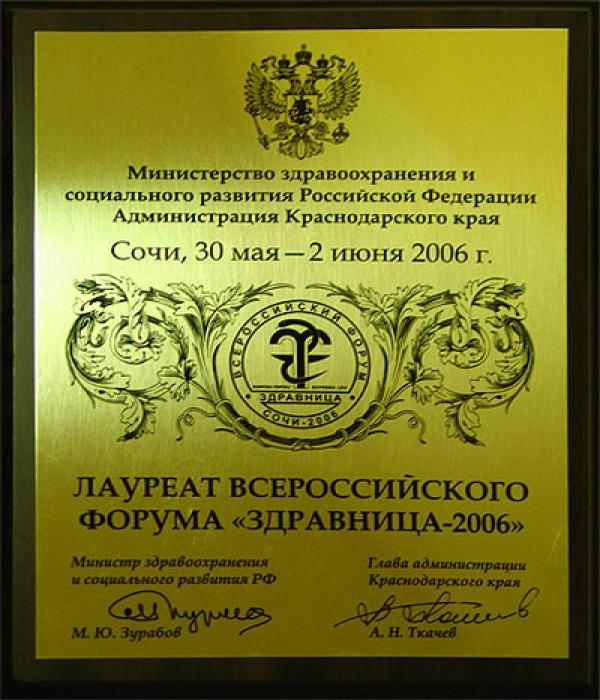 Министерство здравоохранения и
социального развития Российской Федерации
Администрация Краснодарского края
Сочи, 30 мая — 2 июня 2006 г.
ВСЕРОССИЙСКИЙ ФОРУМ
ЗДРАВНИЦА
СОЧИ-2006
ЛАУРЕАТ ВСЕРОССИЙСКОГО
ФОРУМА «ЗДРАВНИЦА-2006»
Министр здравоохранения
и социального развития РФ
М. Ю. Зурабов
Глава администрации
Краснодарского края
А. Н. Ткачев